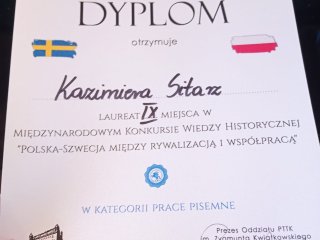 DYPLOM
otrzymuje
Kazimiera Sitarz
LAUREAT IX MIEJSCA W
MIĘDZYNARODOWYM KONKURSIE WIEDZY HISTORYCZNEJ
"POLSKA-SZWECJA MIĘDZY RYWALIZACJĄ I WSPÓŁPRACĄ"
W KATEGORII PRACE PISEMNE
Prezes Oddziału PTTK
im. Zygmunta Kwiatkowskiego